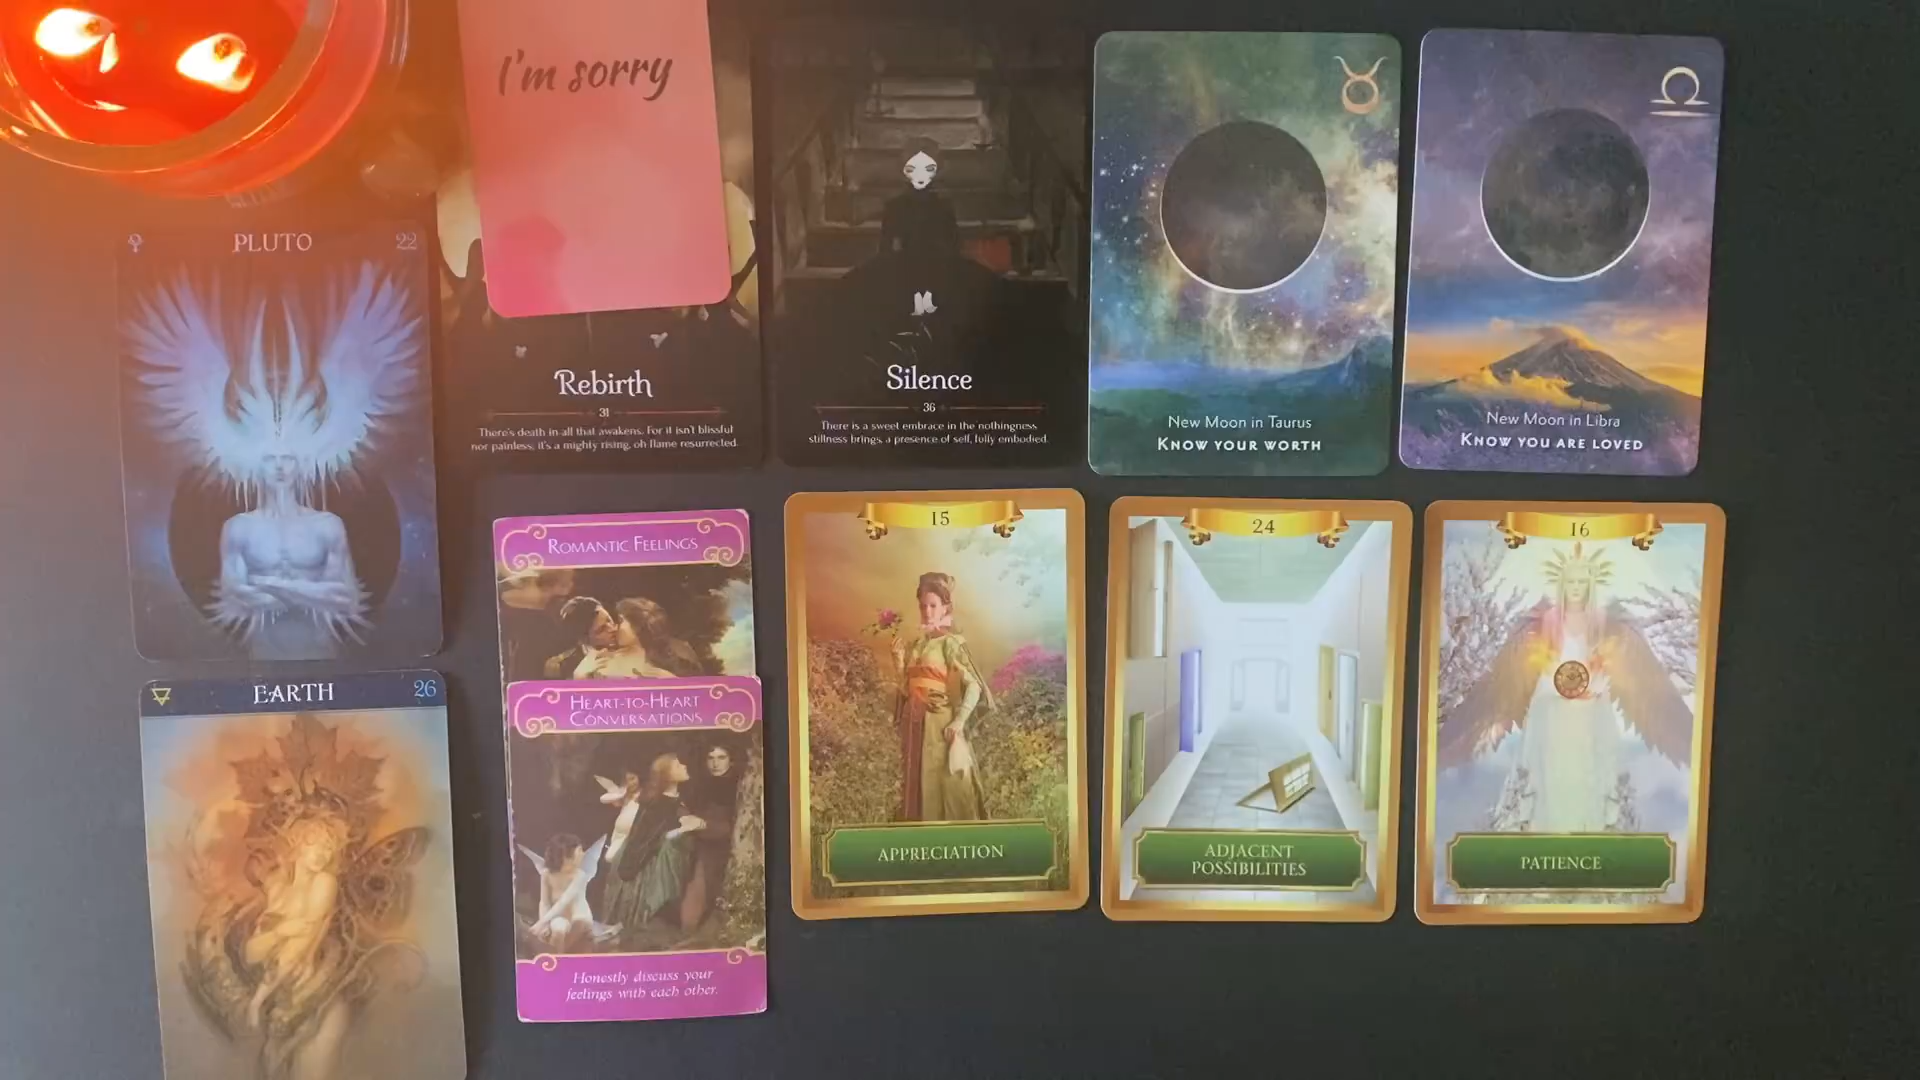 I'm sorry
PLUTO
22
Rebirth
31
There's death in all that awakens. For it isn't blissful
nor painless; it's a mighty rising, oh flame resurrected.
Silence
36
There is a sweet embrace in the nothingness
stillness brings, a presence of self, fully embodied.
New Moon in Taurus
KNOW YOUR WORTH
New Moon in Libra
KNOW YOU ARE LOVED
EARTH
26
ROMANTIC FEELINGS
HEART-TO-HEART
CONVERSATIONS
Honestly discuss your
feelings with each other.
15
APPRECIATION
24
ADJACENT
POSSIBILITIES
16
PATIENCE